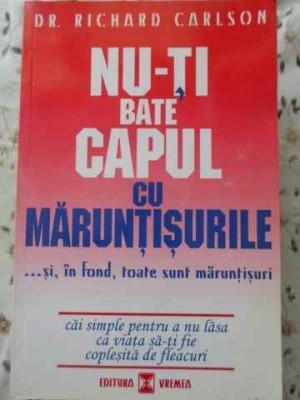 DR. RICHARD CARLSON
NU-ȚI
BATE
CAPUL
CU
MĂRUNȚIȘURILE
...și, în fond, toate sunt mărunțișuri
căi simple pentru a nu lăsa
ca viața să-ți fie
copleșită de fleacuri
EDITURA VREMEA